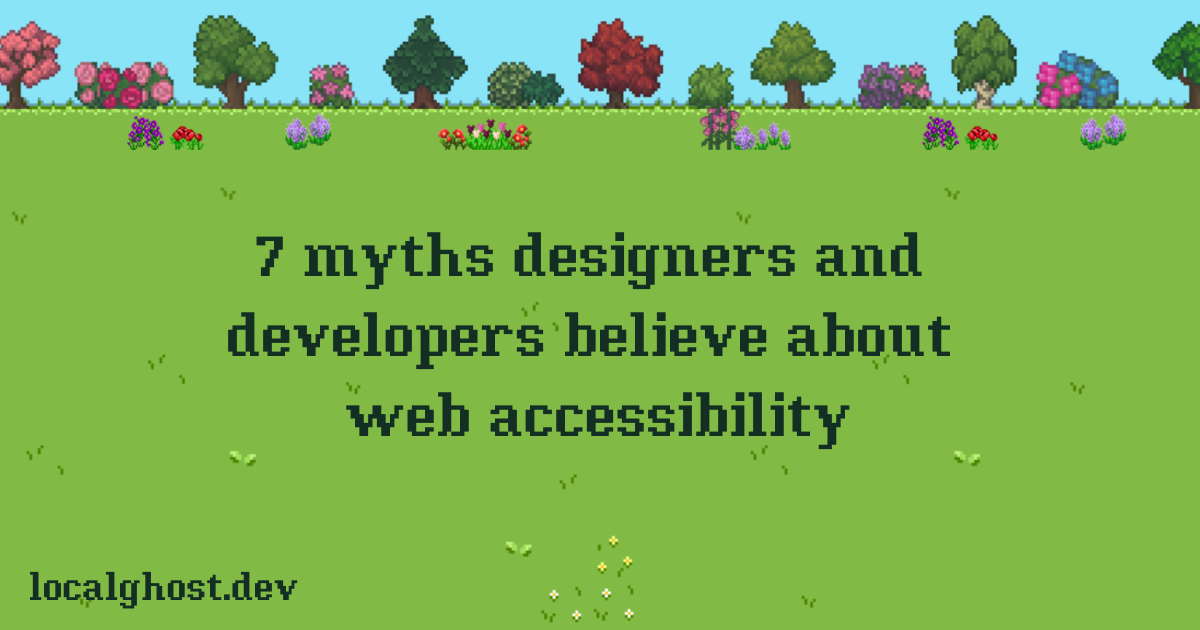 7 myths designers and
developers believe about
web accessibility
localghost.dev